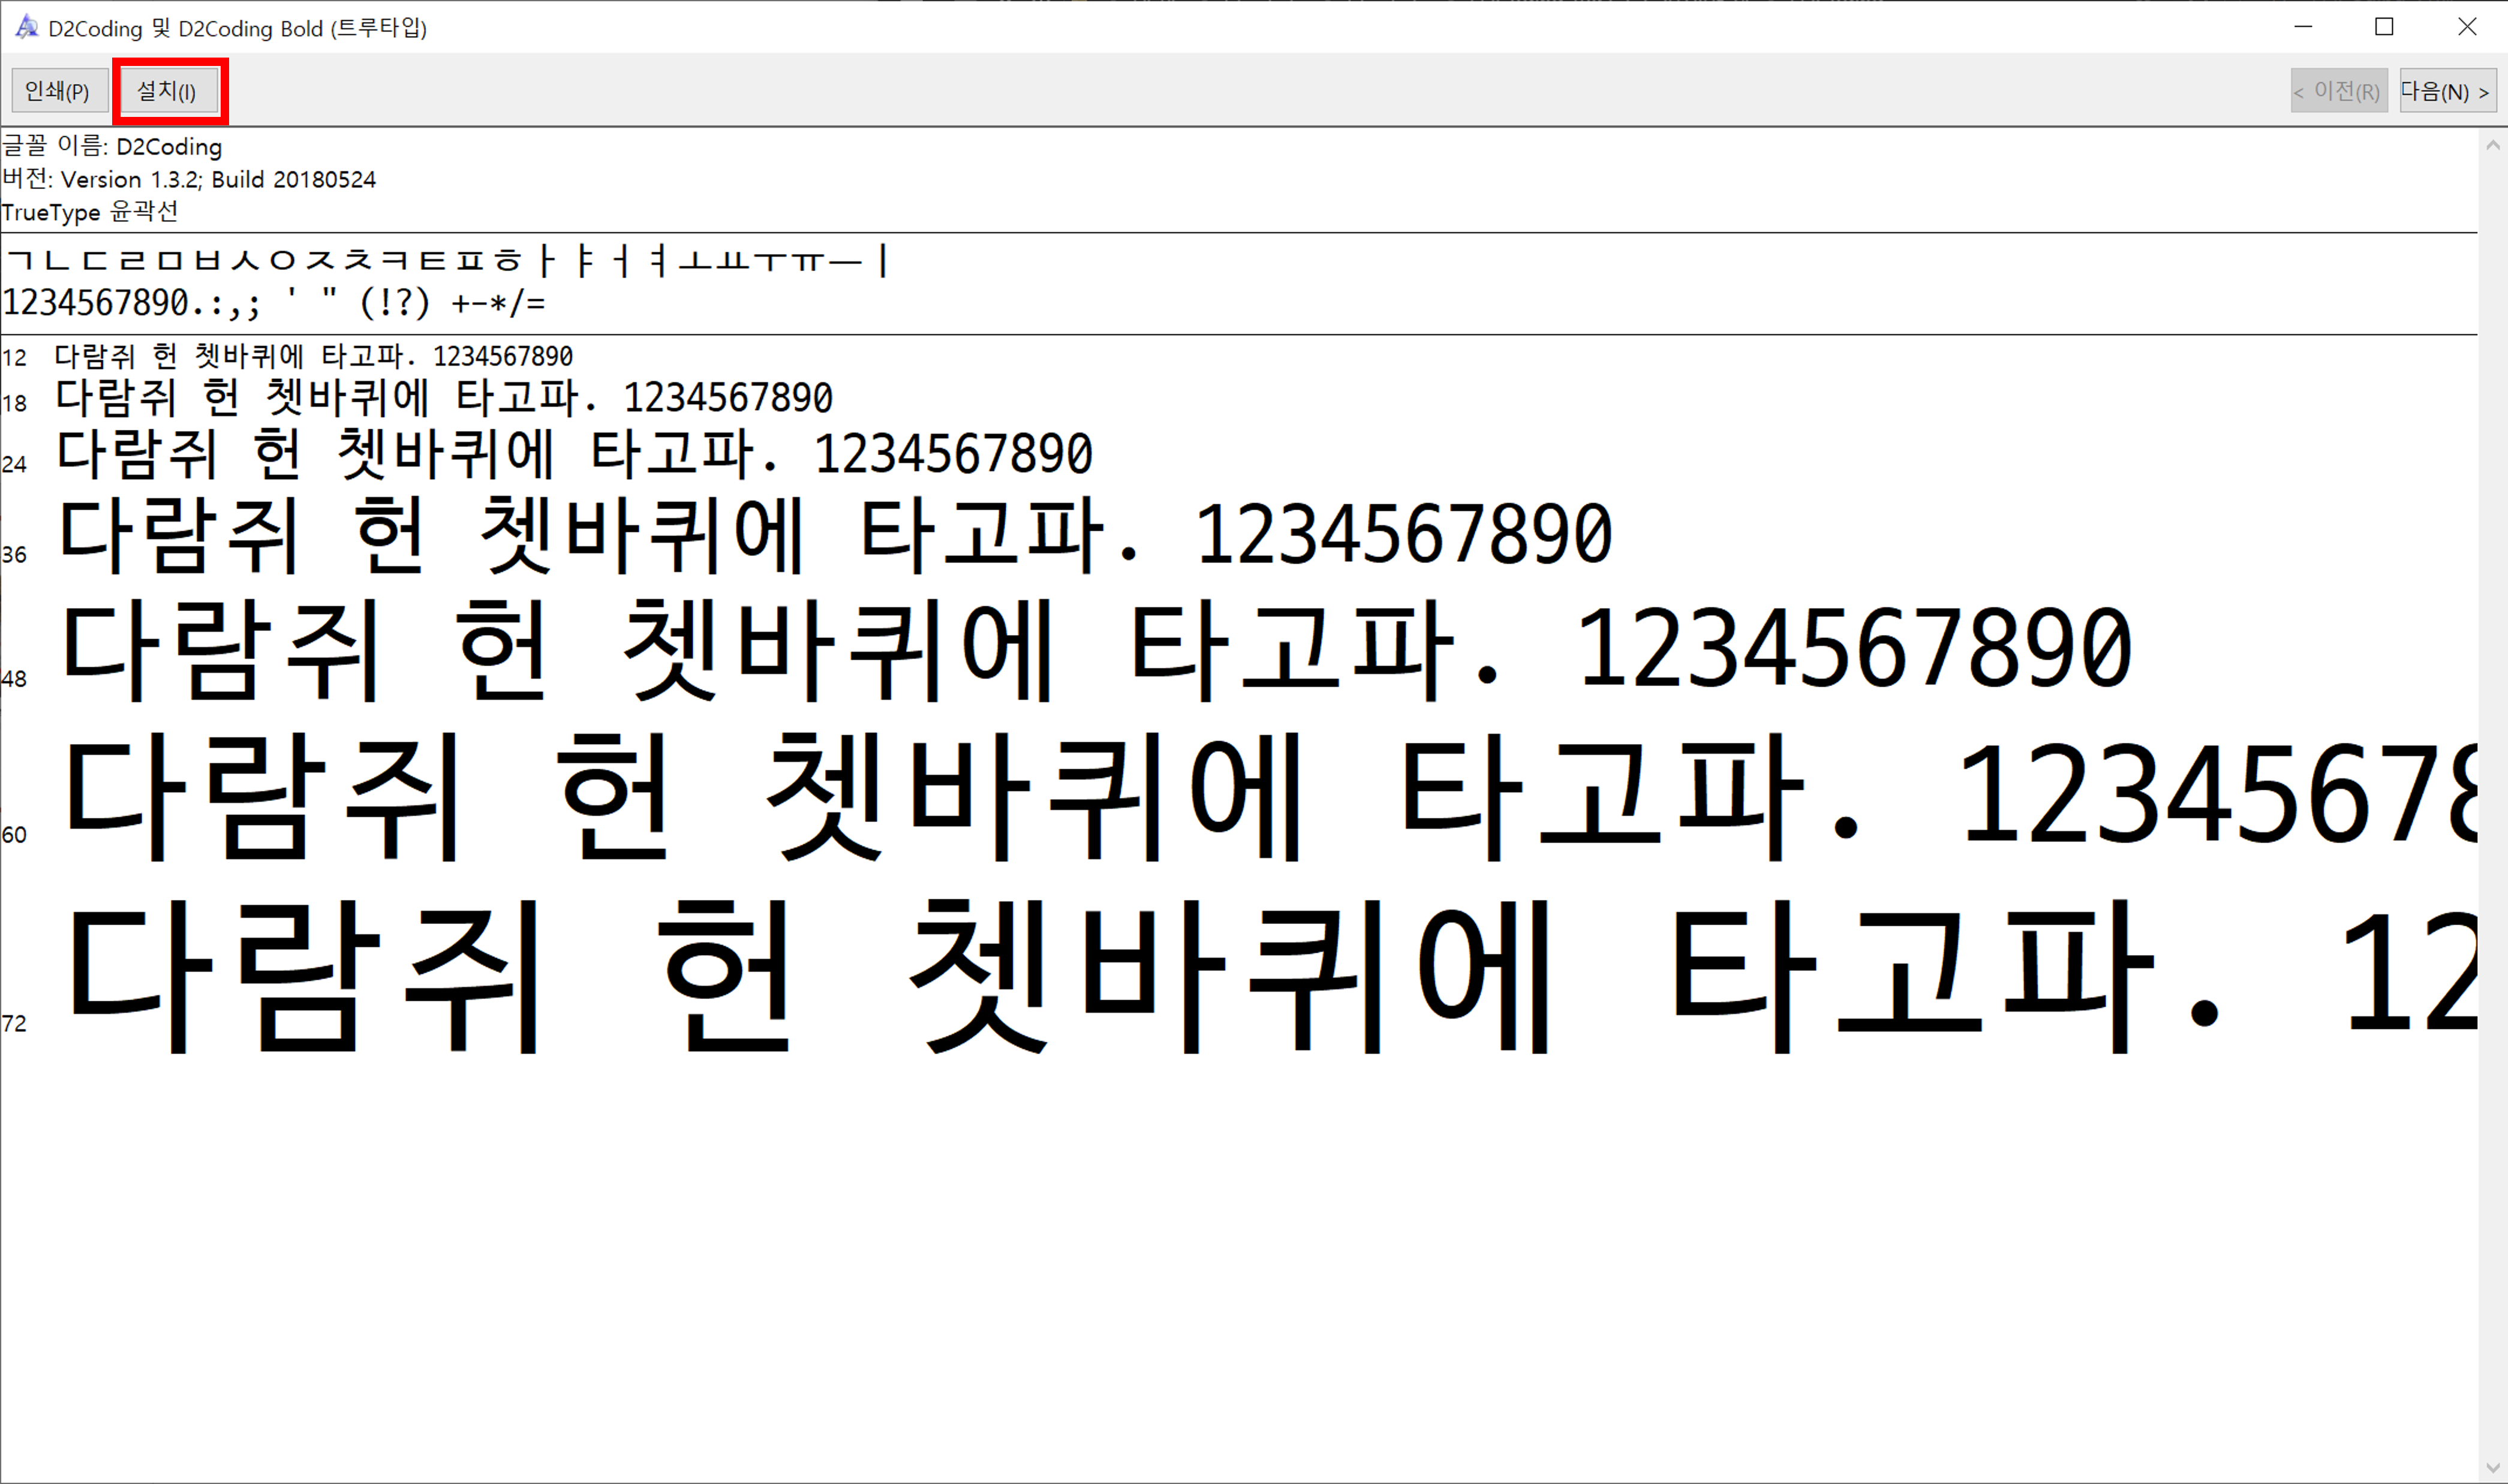 D2Coding 및 D2Coding Bold (트루타입)
인쇄(P) 설치(I) < 이전(R) 다음(N) >
글꼴 이름: D2Coding
버전: Version 1.3.2; Build 20180524
TrueType 윤곽선
ㄱㄴㄷㄹㅁㅂㅅㅇㅈㅊㅋㅌㅍㅎㅏㅑㅓㅕㅗㅛㅜㅠㅡㅣ
1234567890.:,; ' " (!?) +-*/=
12 다람쥐 헌 쳇바퀴에 타고파. 1234567890
18 다람쥐 헌 쳇바퀴에 타고파. 1234567890
24 다람쥐 헌 쳇바퀴에 타고파. 1234567890
36 다람쥐 헌 쳇바퀴에 타고파. 1234567890
48 다람쥐 헌 쳇바퀴에 타고파. 1234567890
60 다람쥐 헌 쳇바퀴에 타고파. 12345678
72 다람쥐 헌 쳇바퀴에 타고파. 12